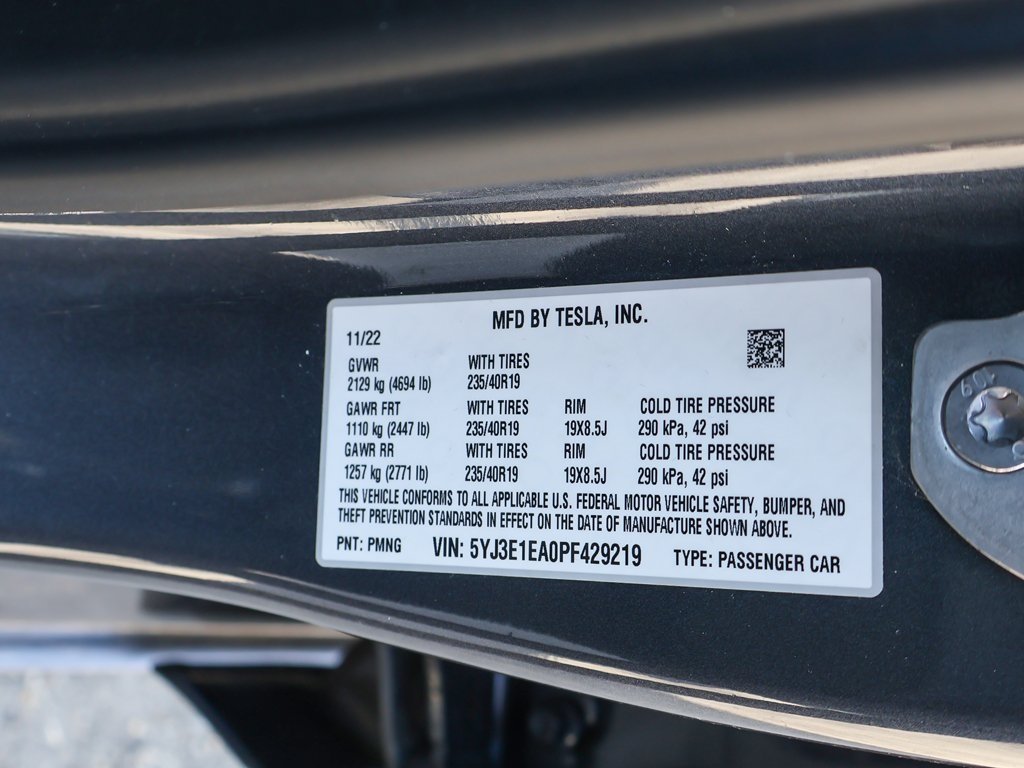 MFD BY TESLA, INC.
11/22
GVWR WITH TIRES
2129 kg (4694 lb) 235/40R19
GAWR FRT WITH TIRES RIM COLD TIRE PRESSURE
1110 kg (2447 lb) 235/40R19 19X8.5J 290 kPa, 42 psi
GAWR RR WITH TIRES RIM COLD TIRE PRESSURE
1257 kg (2771 lb) 235/40R19 19X8.5J 290 kPa, 42 psi
THIS VEHICLE CONFORMS TO ALL APPLICABLE U.S. FEDERAL MOTOR VEHICLE SAFETY, BUMPER, AND
THEFT PREVENTION STANDARDS IN EFFECT ON THE DATE OF MANUFACTURE SHOWN ABOVE.
PNT: PMNG VIN: 5YJ3E1EA0PF429219 TYPE: PASSENGER CAR